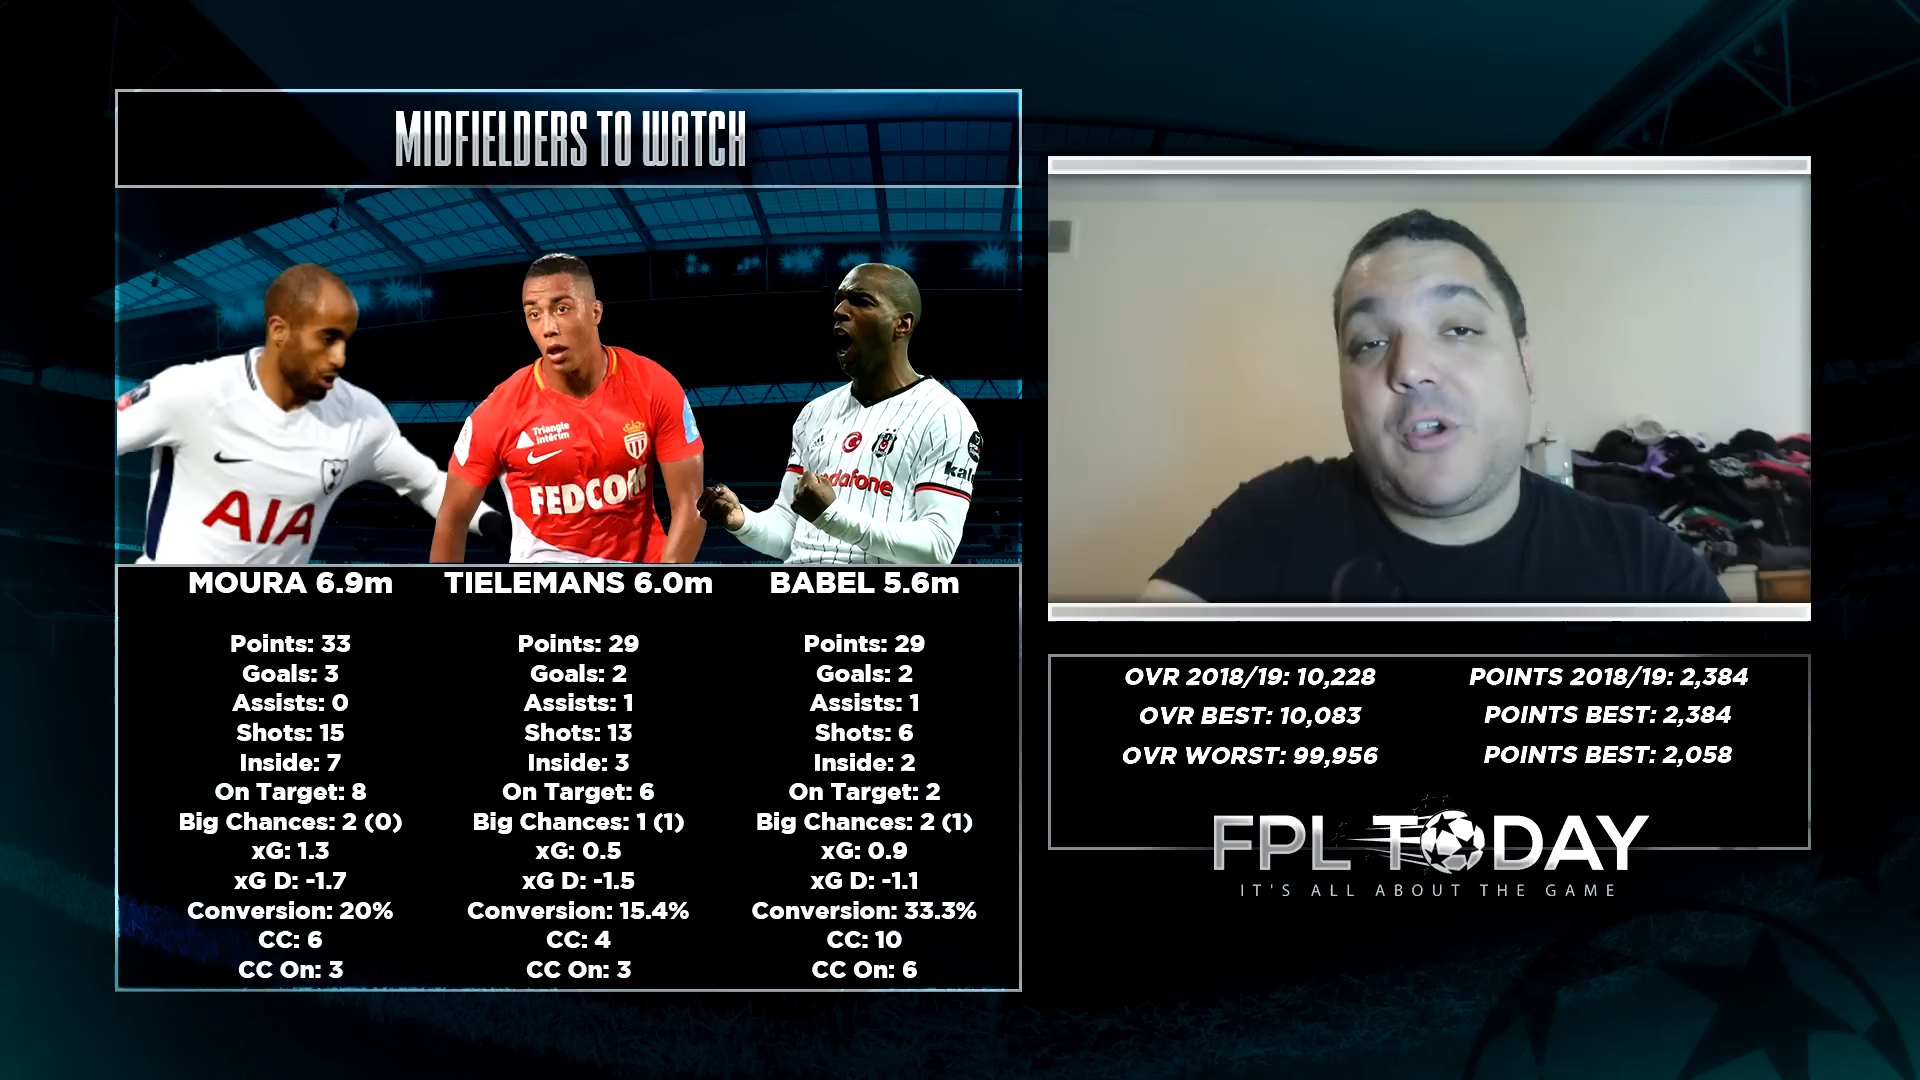 MIDFIELDERS TO WATCH
AIA
Triangle
Intérim
FEDCOM
vodafone
kal
MOURA 6.9m
Points: 33
Goals: 3
Assists: 0
Shots: 15
Inside: 7
On Target: 8
Big Chances: 2 (0)
xG: 1.3
xG D: -1.7
Conversion: 20%
CC: 6
CC On: 3
TIELEMANS 6.0m
Points: 29
Goals: 2
Assists: 1
Shots: 13
Inside: 3
On Target: 6
Big Chances: 1 (1)
xG: 0.5
xG D: -1.5
Conversion: 15.4%
CC: 4
CC On: 3
BABEL 5.6m
Points: 29
Goals: 2
Assists: 1
Shots: 6
Inside: 2
On Target: 2
Big Chances: 2 (1)
xG: 0.9
xG D: -1.1
Conversion: 33.3%
CC: 10
CC On: 6
OVR 2018/19: 10,228
OVR BEST: 10,083
OVR WORST: 99,956
POINTS 2018/19: 2,384
POINTS BEST: 2,384
POINTS BEST: 2,058
FPL TODAY
IT'S ALL ABOUT THE GAME